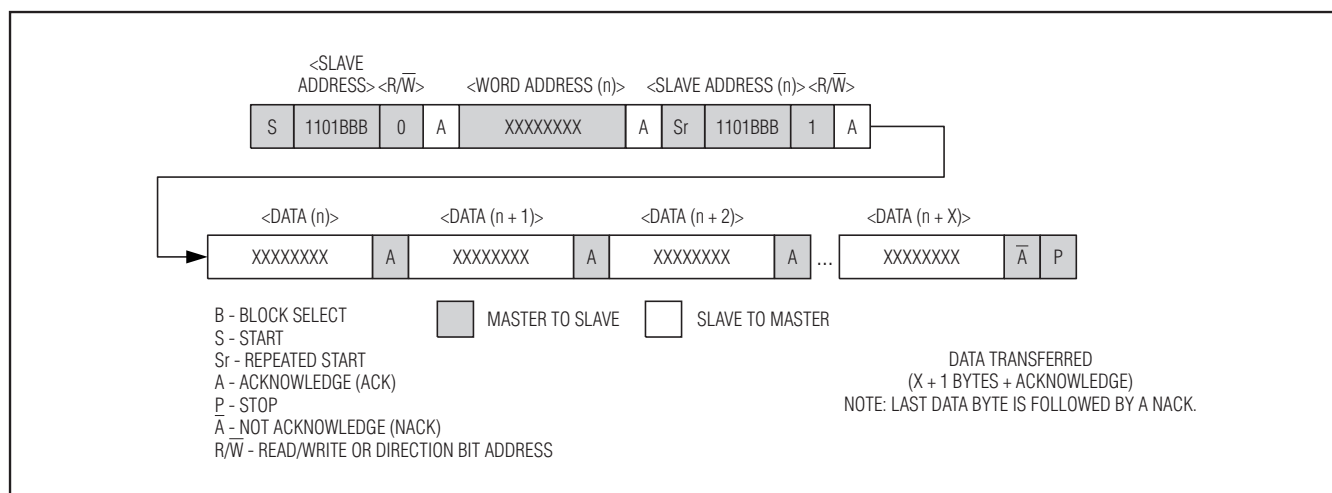 <SLAVE
ADDRESS> <R/W̅> <WORD ADDRESS (n)> <SLAVE ADDRESS (n)> <R/W̅>
S 1101BBB 0 A XXXXXXXX A Sr 1101BBB 1 A
<DATA (n)> <DATA (n + 1)> <DATA (n + 2)> <DATA (n + X)>
XXXXXXXX A XXXXXXXX A XXXXXXXX A ... XXXXXXXX A̅ P
B - BLOCK SELECT
S - START
Sr - REPEATED START
A - ACKNOWLEDGE (ACK)
P - STOP
A̅ - NOT ACKNOWLEDGE (NACK)
R/W̅ - READ/WRITE OR DIRECTION BIT ADDRESS
MASTER TO SLAVE
SLAVE TO MASTER
DATA TRANSFERRED
(X + 1 BYTES + ACKNOWLEDGE)
NOTE: LAST DATA BYTE IS FOLLOWED BY A NACK.